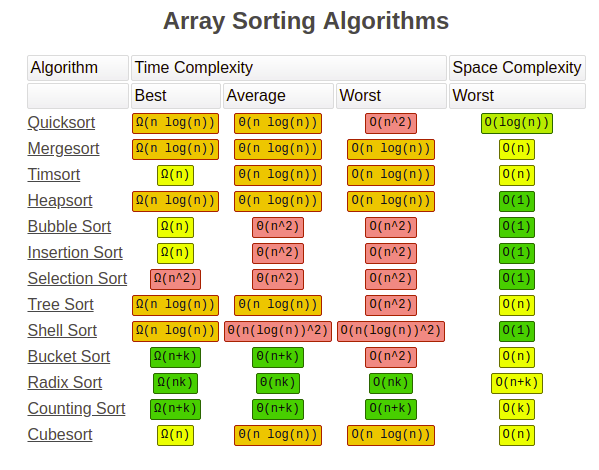 Array Sorting Algorithms
Algorithm Time Complexity Space Complexity
Best Average Worst Worst
Quicksort Ω(n log(n)) Θ(n log(n)) O(n^2) O(log(n))
Mergesort Ω(n log(n)) Θ(n log(n)) O(n log(n)) O(n)
Timsort Ω(n) Θ(n log(n)) O(n log(n)) O(n)
Heapsort Ω(n log(n)) Θ(n log(n)) O(n log(n)) O(1)
Bubble Sort Ω(n) Θ(n^2) O(n^2) O(1)
Insertion Sort Ω(n) Θ(n^2) O(n^2) O(1)
Selection Sort Ω(n^2) Θ(n^2) O(n^2) O(1)
Tree Sort Ω(n log(n)) Θ(n log(n)) O(n^2) O(n)
Shell Sort Ω(n log(n)) Θ(n(log(n))^2) O(n(log(n))^2) O(1)
Bucket Sort Ω(n+k) Θ(n+k) O(n^2) O(n)
Radix Sort Ω(nk) Θ(nk) O(nk) O(n+k)
Counting Sort Ω(n+k) Θ(n+k) O(n+k) O(k)
Cubesort Ω(n) Θ(n log(n)) O(n log(n)) O(n)